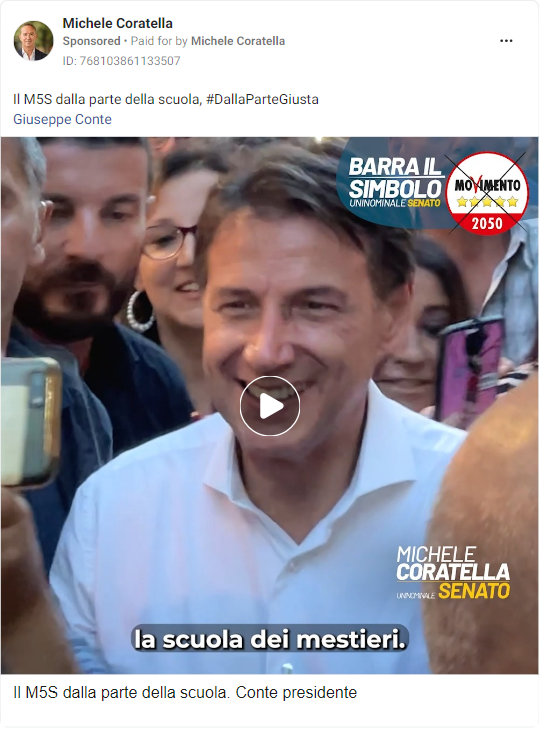 Michele Coratella
Sponsored • Paid for by Michele Coratella
ID: 768103861133507
Il M5S dalla parte della scuola, #DallaParteGiusta
Giuseppe Conte
BARRA IL
SIMBOLO
UNINOMINALE SENATO
MOVIMENTO
2050
MICHELE
CORATELLA
UNINOMINALE SENATO
la scuola dei mestieri.
Il M5S dalla parte della scuola. Conte presidente